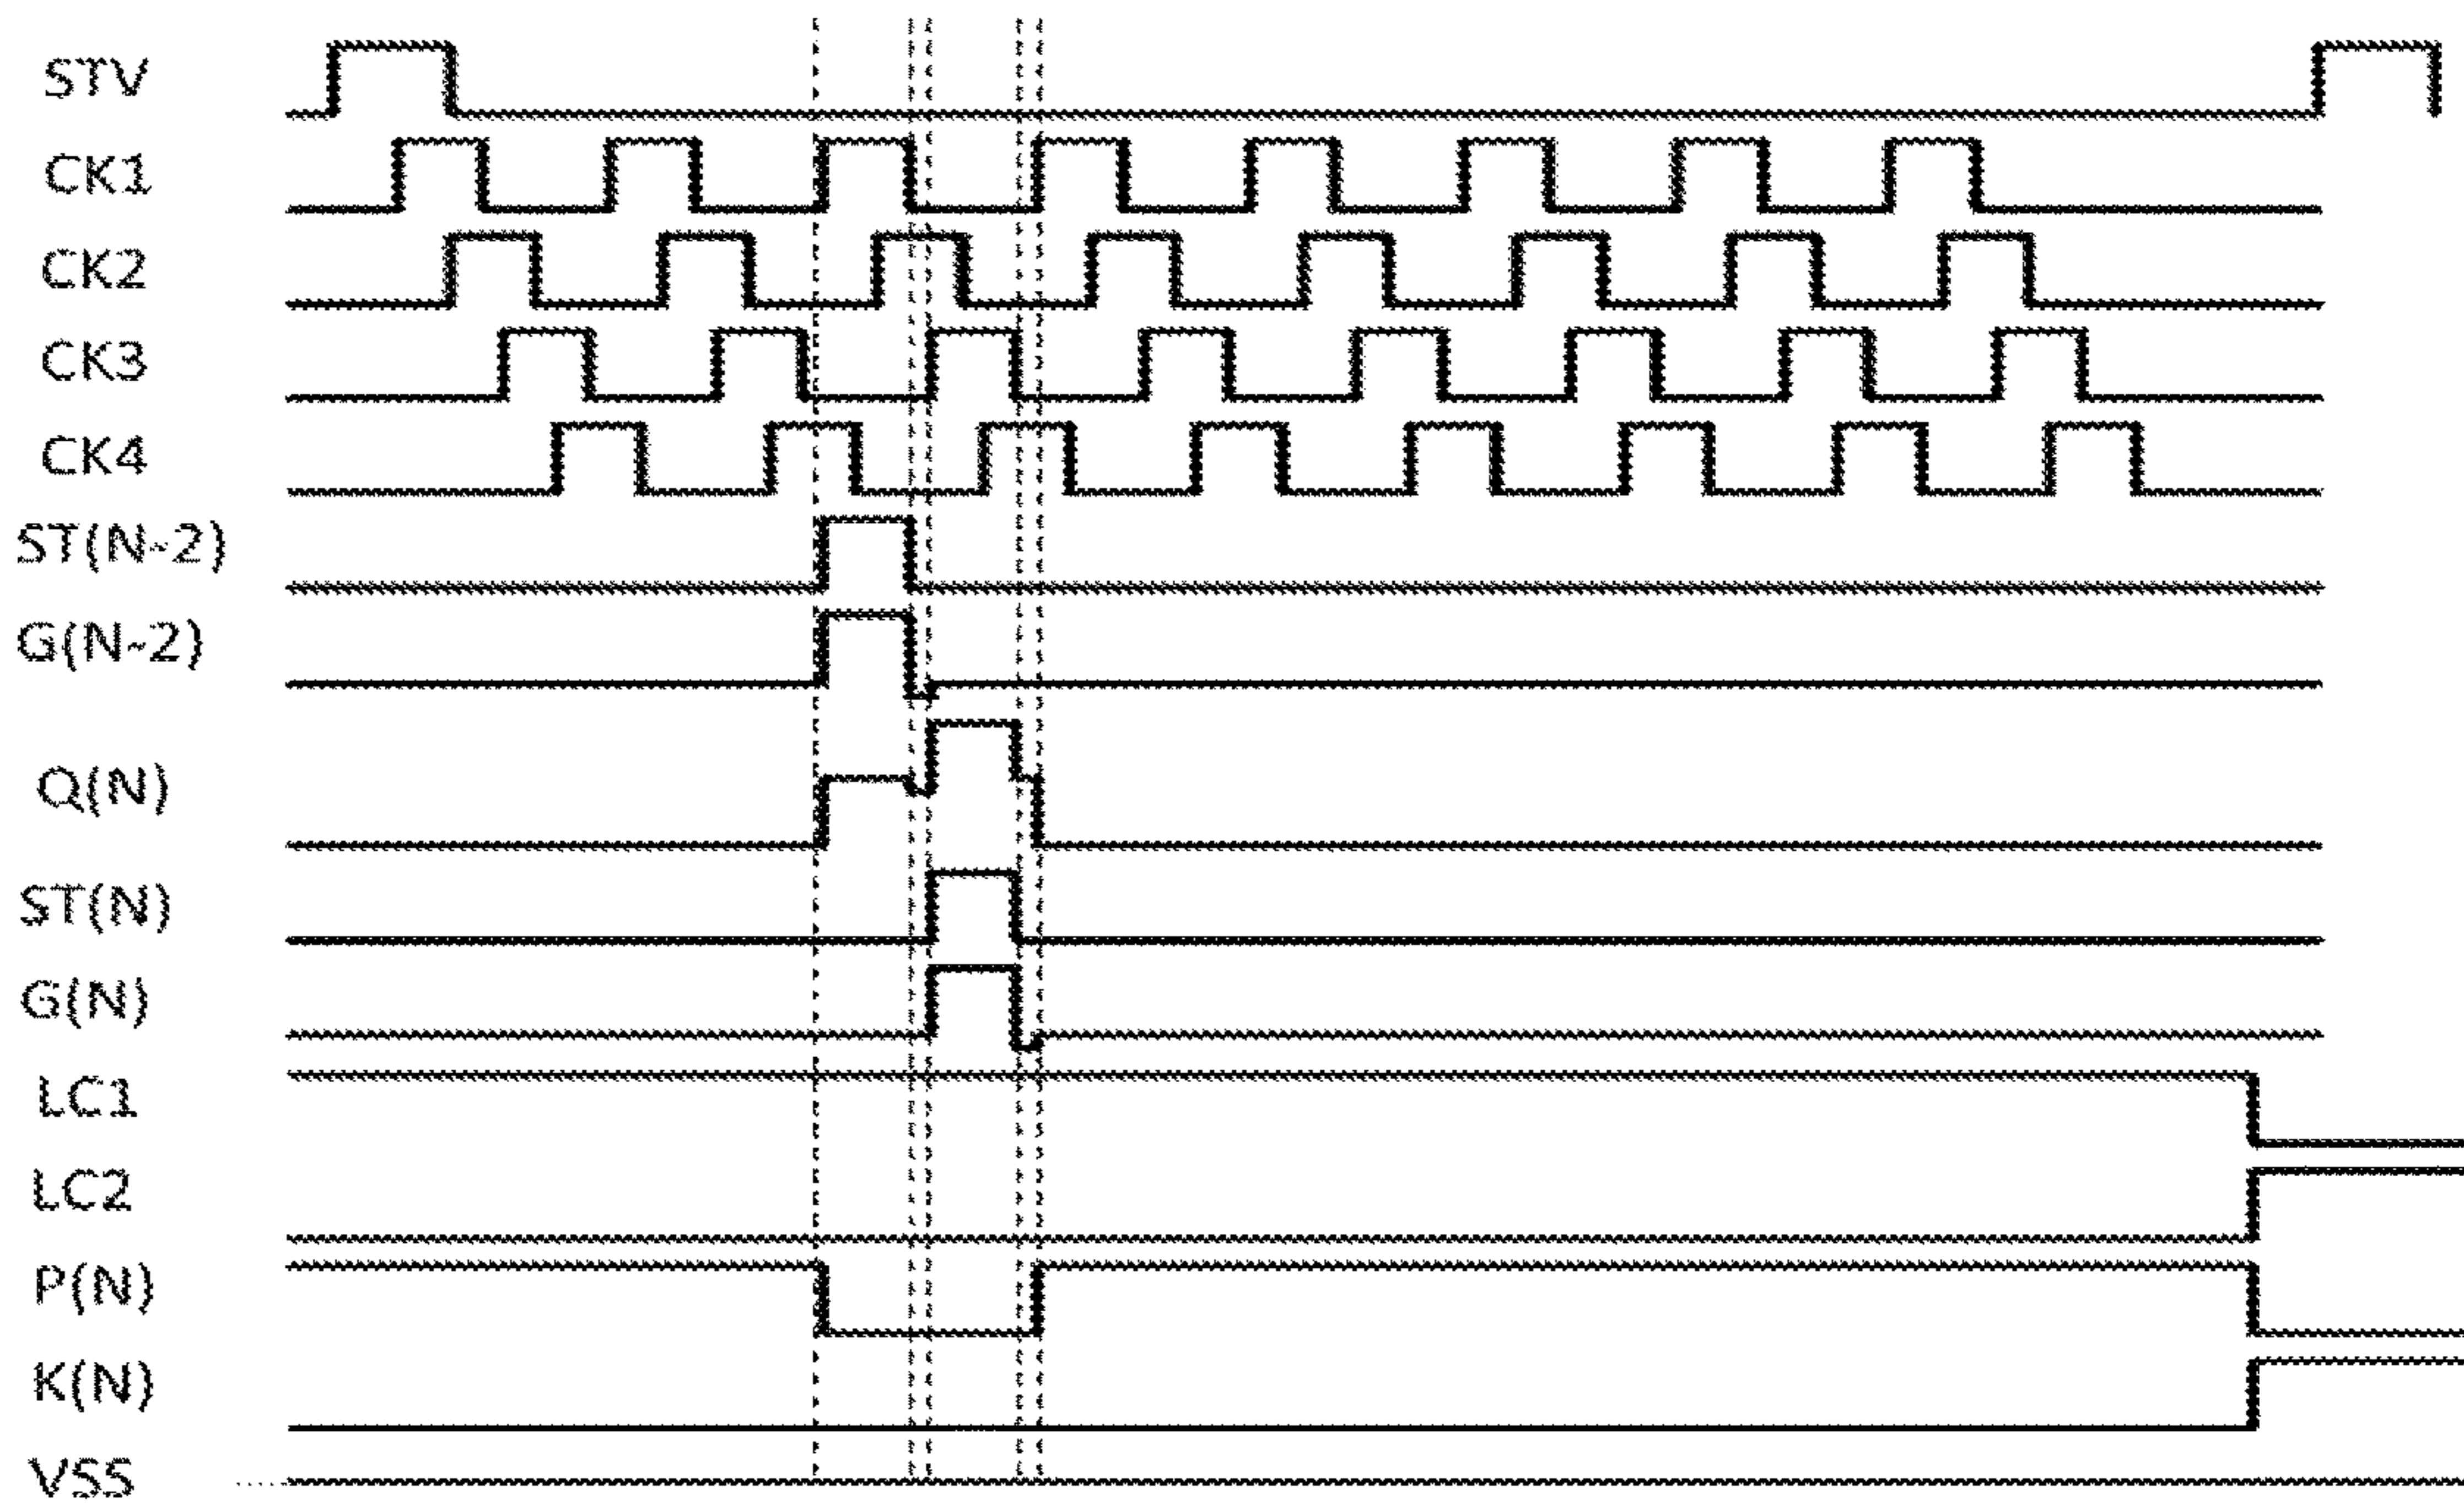 STV
CK1
CK2
CK3
CK4
ST(N-2)
G(N-2)
Q(N)
ST(N)
G(N)
LC1
LC2
P(N)
K(N)
VSS